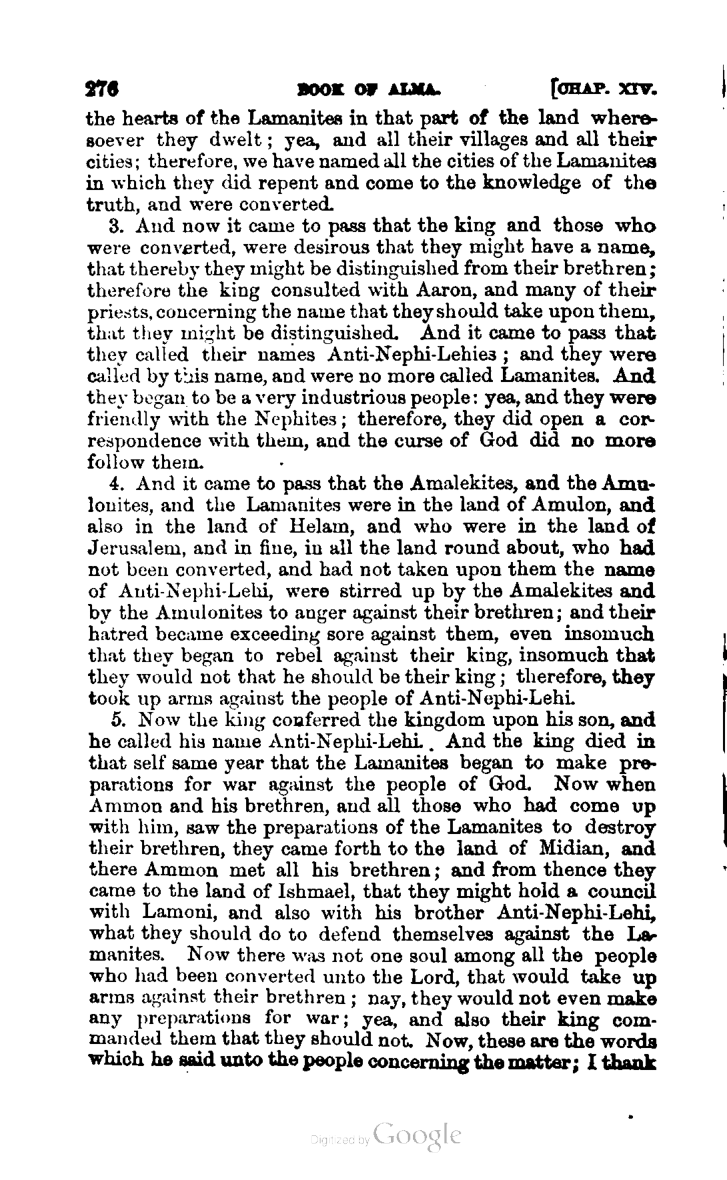 276 BOOK OF ALMA. [CHAP. XIV.
the hearts of the Lamanites in that part of the land where-
soever they dwelt; yea, and all their villages and all their
cities; therefore, we have named all the cities of the Lamanites
in which they did repent and come to the knowledge of the
truth, and were converted.
3. And now it came to pass that the king and those who
were converted, were desirous that they might have a name,
that thereby they might be distinguished from their brethren;
therefore the king consulted with Aaron, and many of their
priests, concerning the name that they should take upon them,
that they might be distinguished. And it came to pass that
they called their names Anti-Nephi-Lehies; and they were
called by this name, and were no more called Lamanites. And
they began to be a very industrious people: yea, and they were
friendly with the Nephites; therefore, they did open a cor-
respondence with them, and the curse of God did no more
follow them.
4. And it came to pass that the Amalekites, and the Amu-
lonites, and the Lamanites were in the land of Amulon, and
also in the land of Helam, and who were in the land of
Jerusalem, and in fine, in all the land round about, who had
not been converted, and had not taken upon them the name
of Anti-Nephi-Lehi, were stirred up by the Amalekites and
by the Amulonites to anger against their brethren; and their
hatred became exceeding sore against them, even insomuch
that they began to rebel against their king, insomuch that
they would not that he should be their king; therefore, they
took up arms against the people of Anti-Nephi-Lehi.
5. Now the king conferred the kingdom upon his son, and
he called his name Anti-Nephi-Lehi. And the king died in
that self same year that the Lamanites began to make pre-
parations for war against the people of God. Now when
Ammon and his brethren, and all those who had come up
with him, saw the preparations of the Lamanites to destroy
their brethren, they came forth to the land of Midian, and
there Ammon met all his brethren; and from thence they
came to the land of Ishmael, that they might hold a council
with Lamoni, and also with his brother Anti-Nephi-Lehi,
what they should do to defend themselves against the La-
manites. Now there was not one soul among all the people
who had been converted unto the Lord, that would take up
arms against their brethren; nay, they would not even make
any preparations for war; yea, and also their king com-
manded them that they should not. Now, these are the words
which he said unto the people concerning the matter; I thank
Digitized by Google